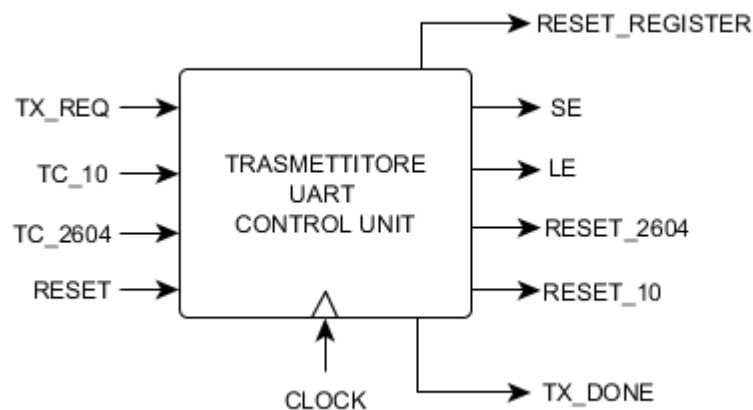 RESET_REGISTER
TX_REQ
SE
TC_10
TRASMETTITORE
UART
CONTROL UNIT
LE
TC_2604
RESET_2604
RESET
RESET_10
CLOCK
TX_DONE